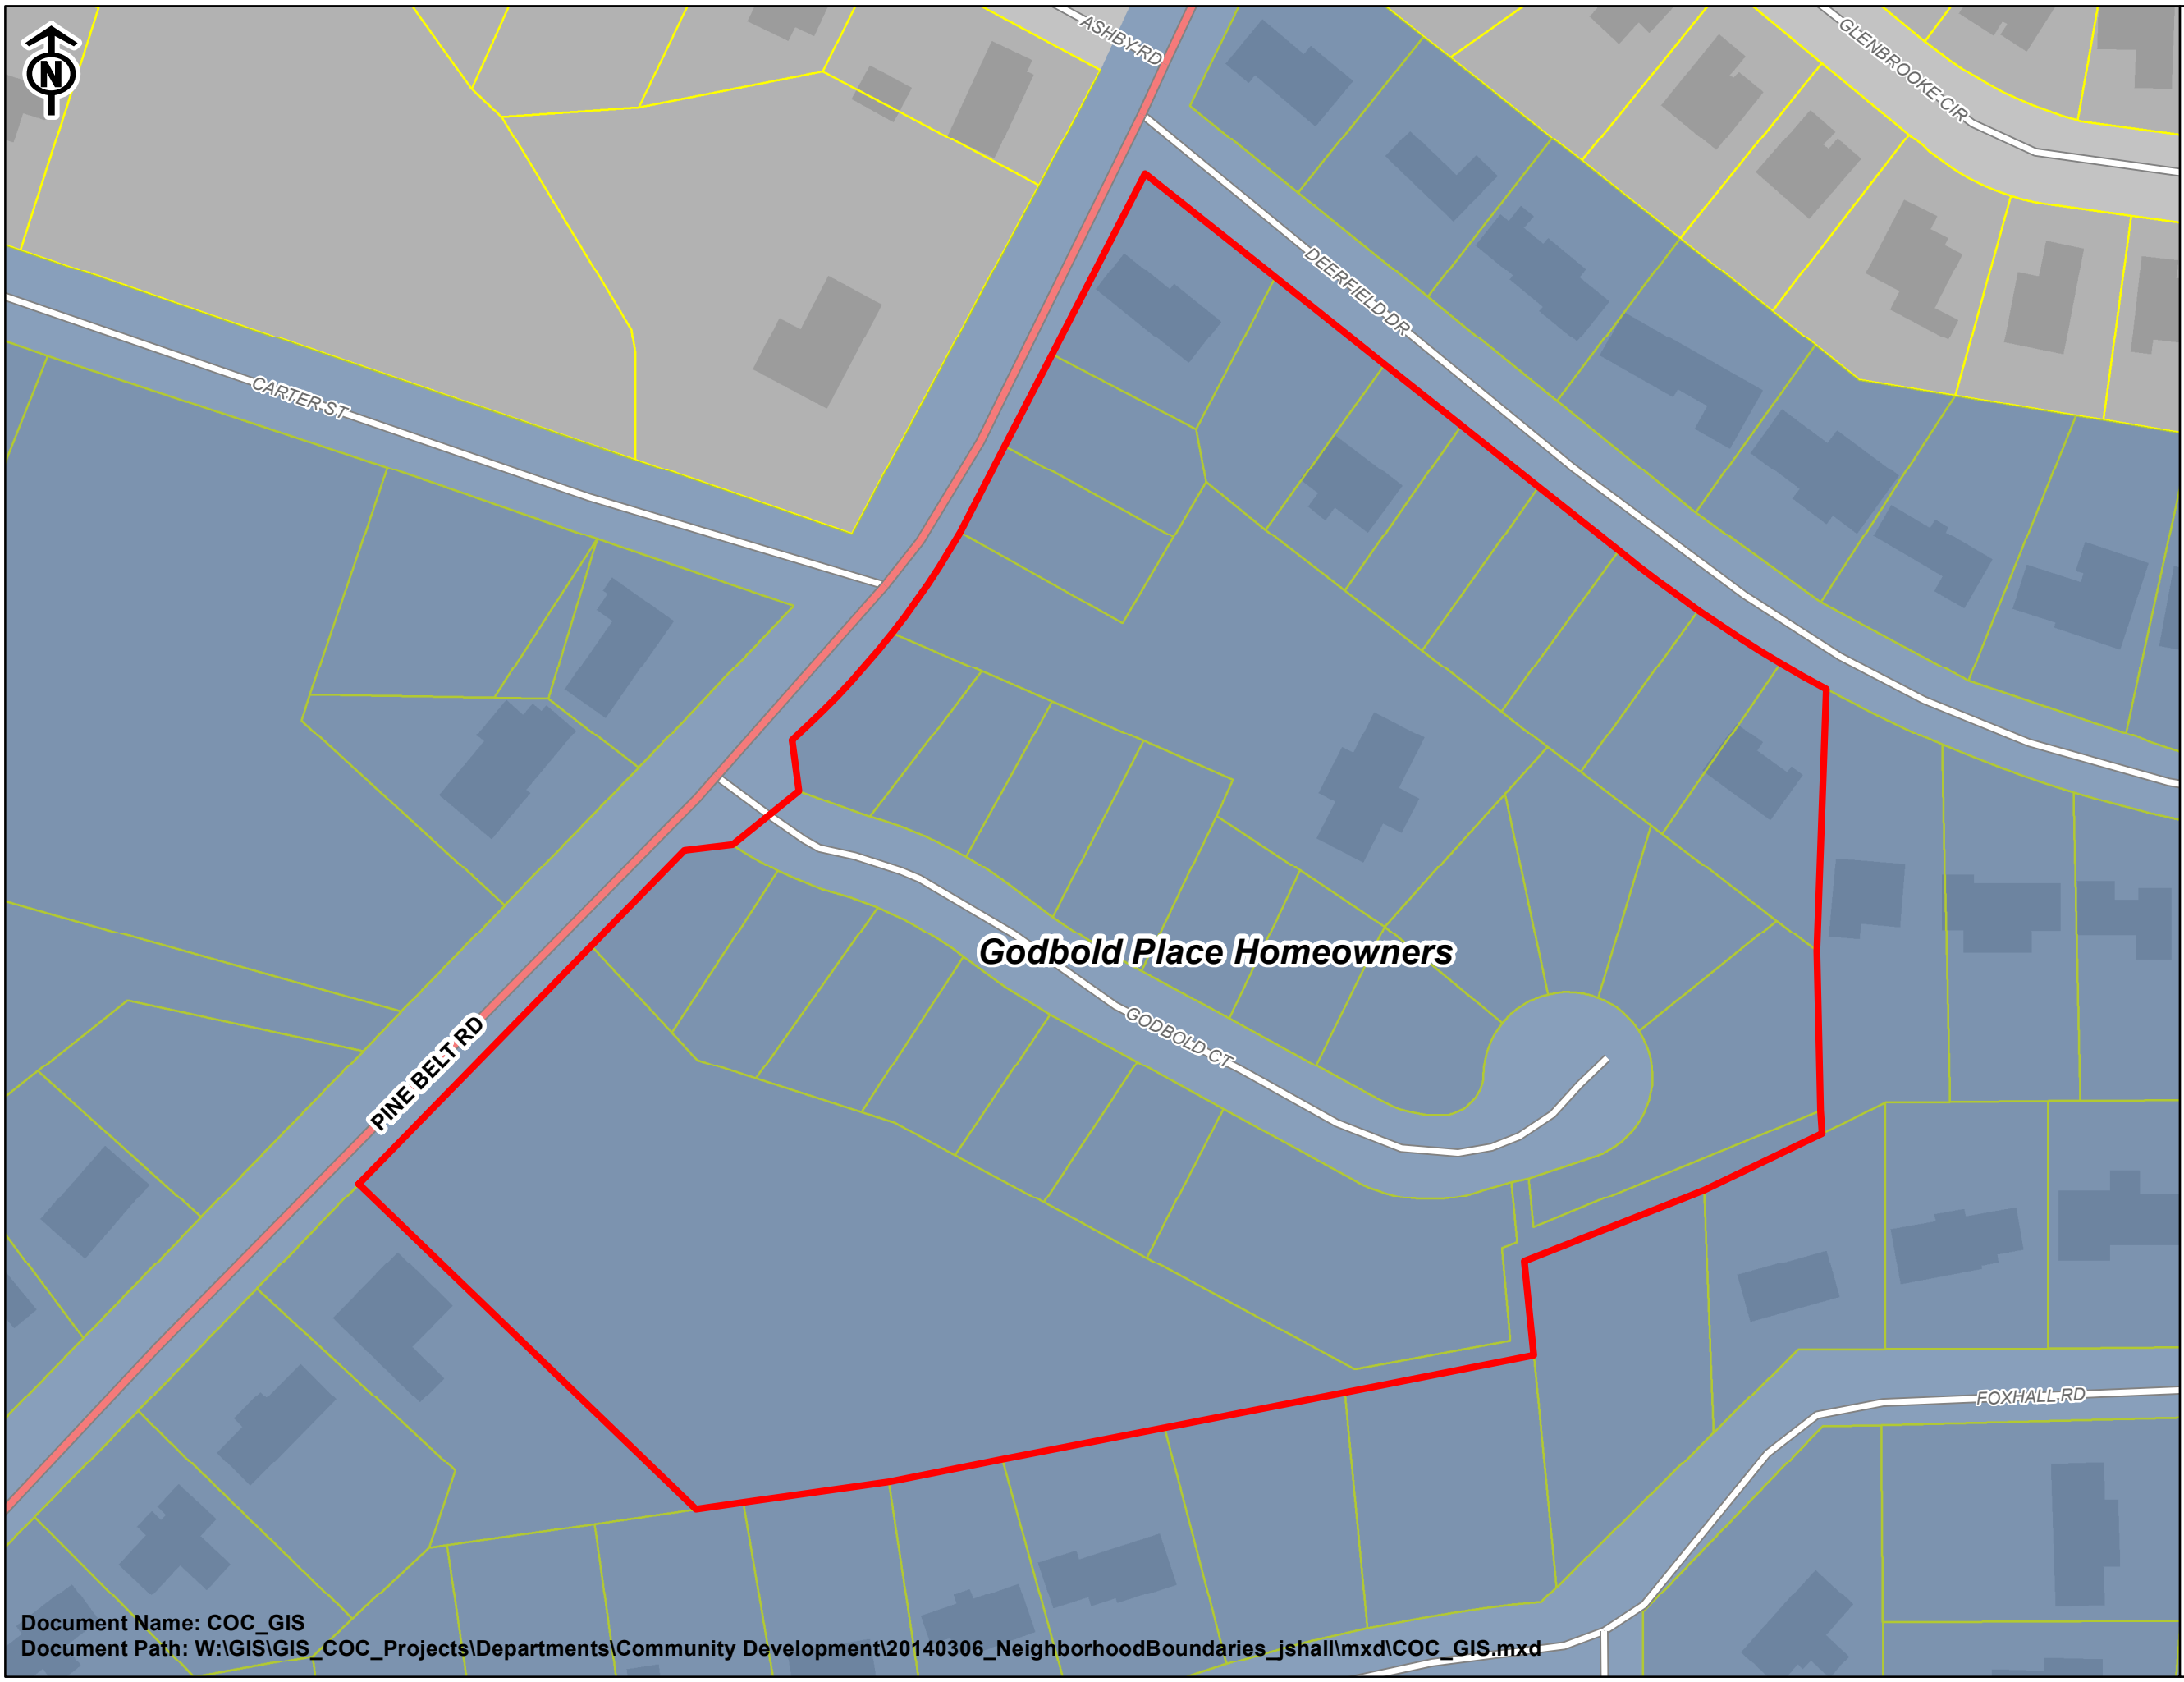 N
ASHBY RD
GLENBROOKE CIR
DEERFIELD DR
CARTER ST
Godbold Place Homeowners
GODBOLD CT
PINE BELT RD
FOXHALL RD
Document Name: COC_GIS
Document Path: W:\GIS\GIS_COC_Projects\Departments\Community Development\20140306_NeighborhoodBoundaries_jshall\mxd\COC_GIS.mxd